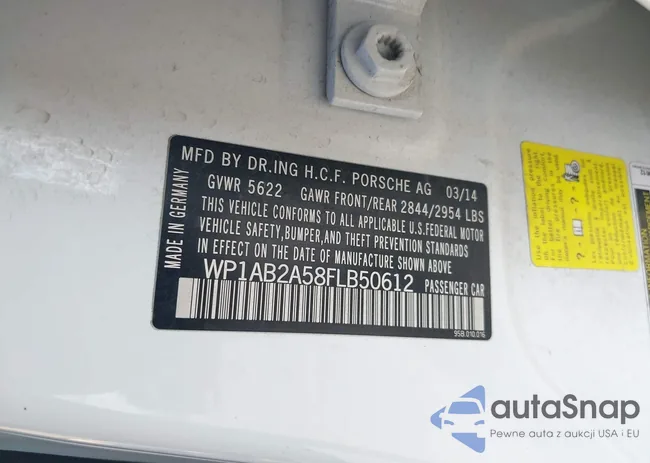 MFD BY DR.ING H.C.F. PORSCHE AG 03/14
GVWR 5622 GAWR FRONT/REAR 2844/2954 LBS
THIS VEHICLE CONFORMS TO ALL APPLICABLE U.S.FEDERAL MOTOR
VEHICLE SAFETY,BUMPER,AND THEFT PREVENTION STANDARDS
IN EFFECT ON THE DATE OF MANUFACTURE SHOWN ABOVE
WP1AB2A58FLB50612 PASSENGER CAR
95B.010.016
MADE IN GERMANY
autaSnap
Pewne auta z aukcji USA i EU